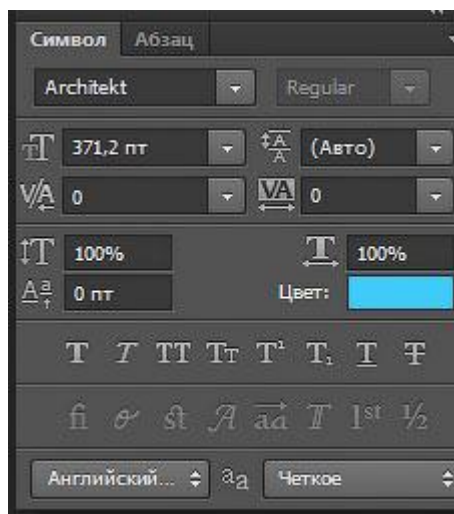 Символ Абзац
Architekt Regular
371,2 пт (Авто)
0 0
100% 100%
0 пт Цвет:
T T TT Tт T¹ T₁ T T
fi st A aa T 1st ½
Английский... aa Четкое